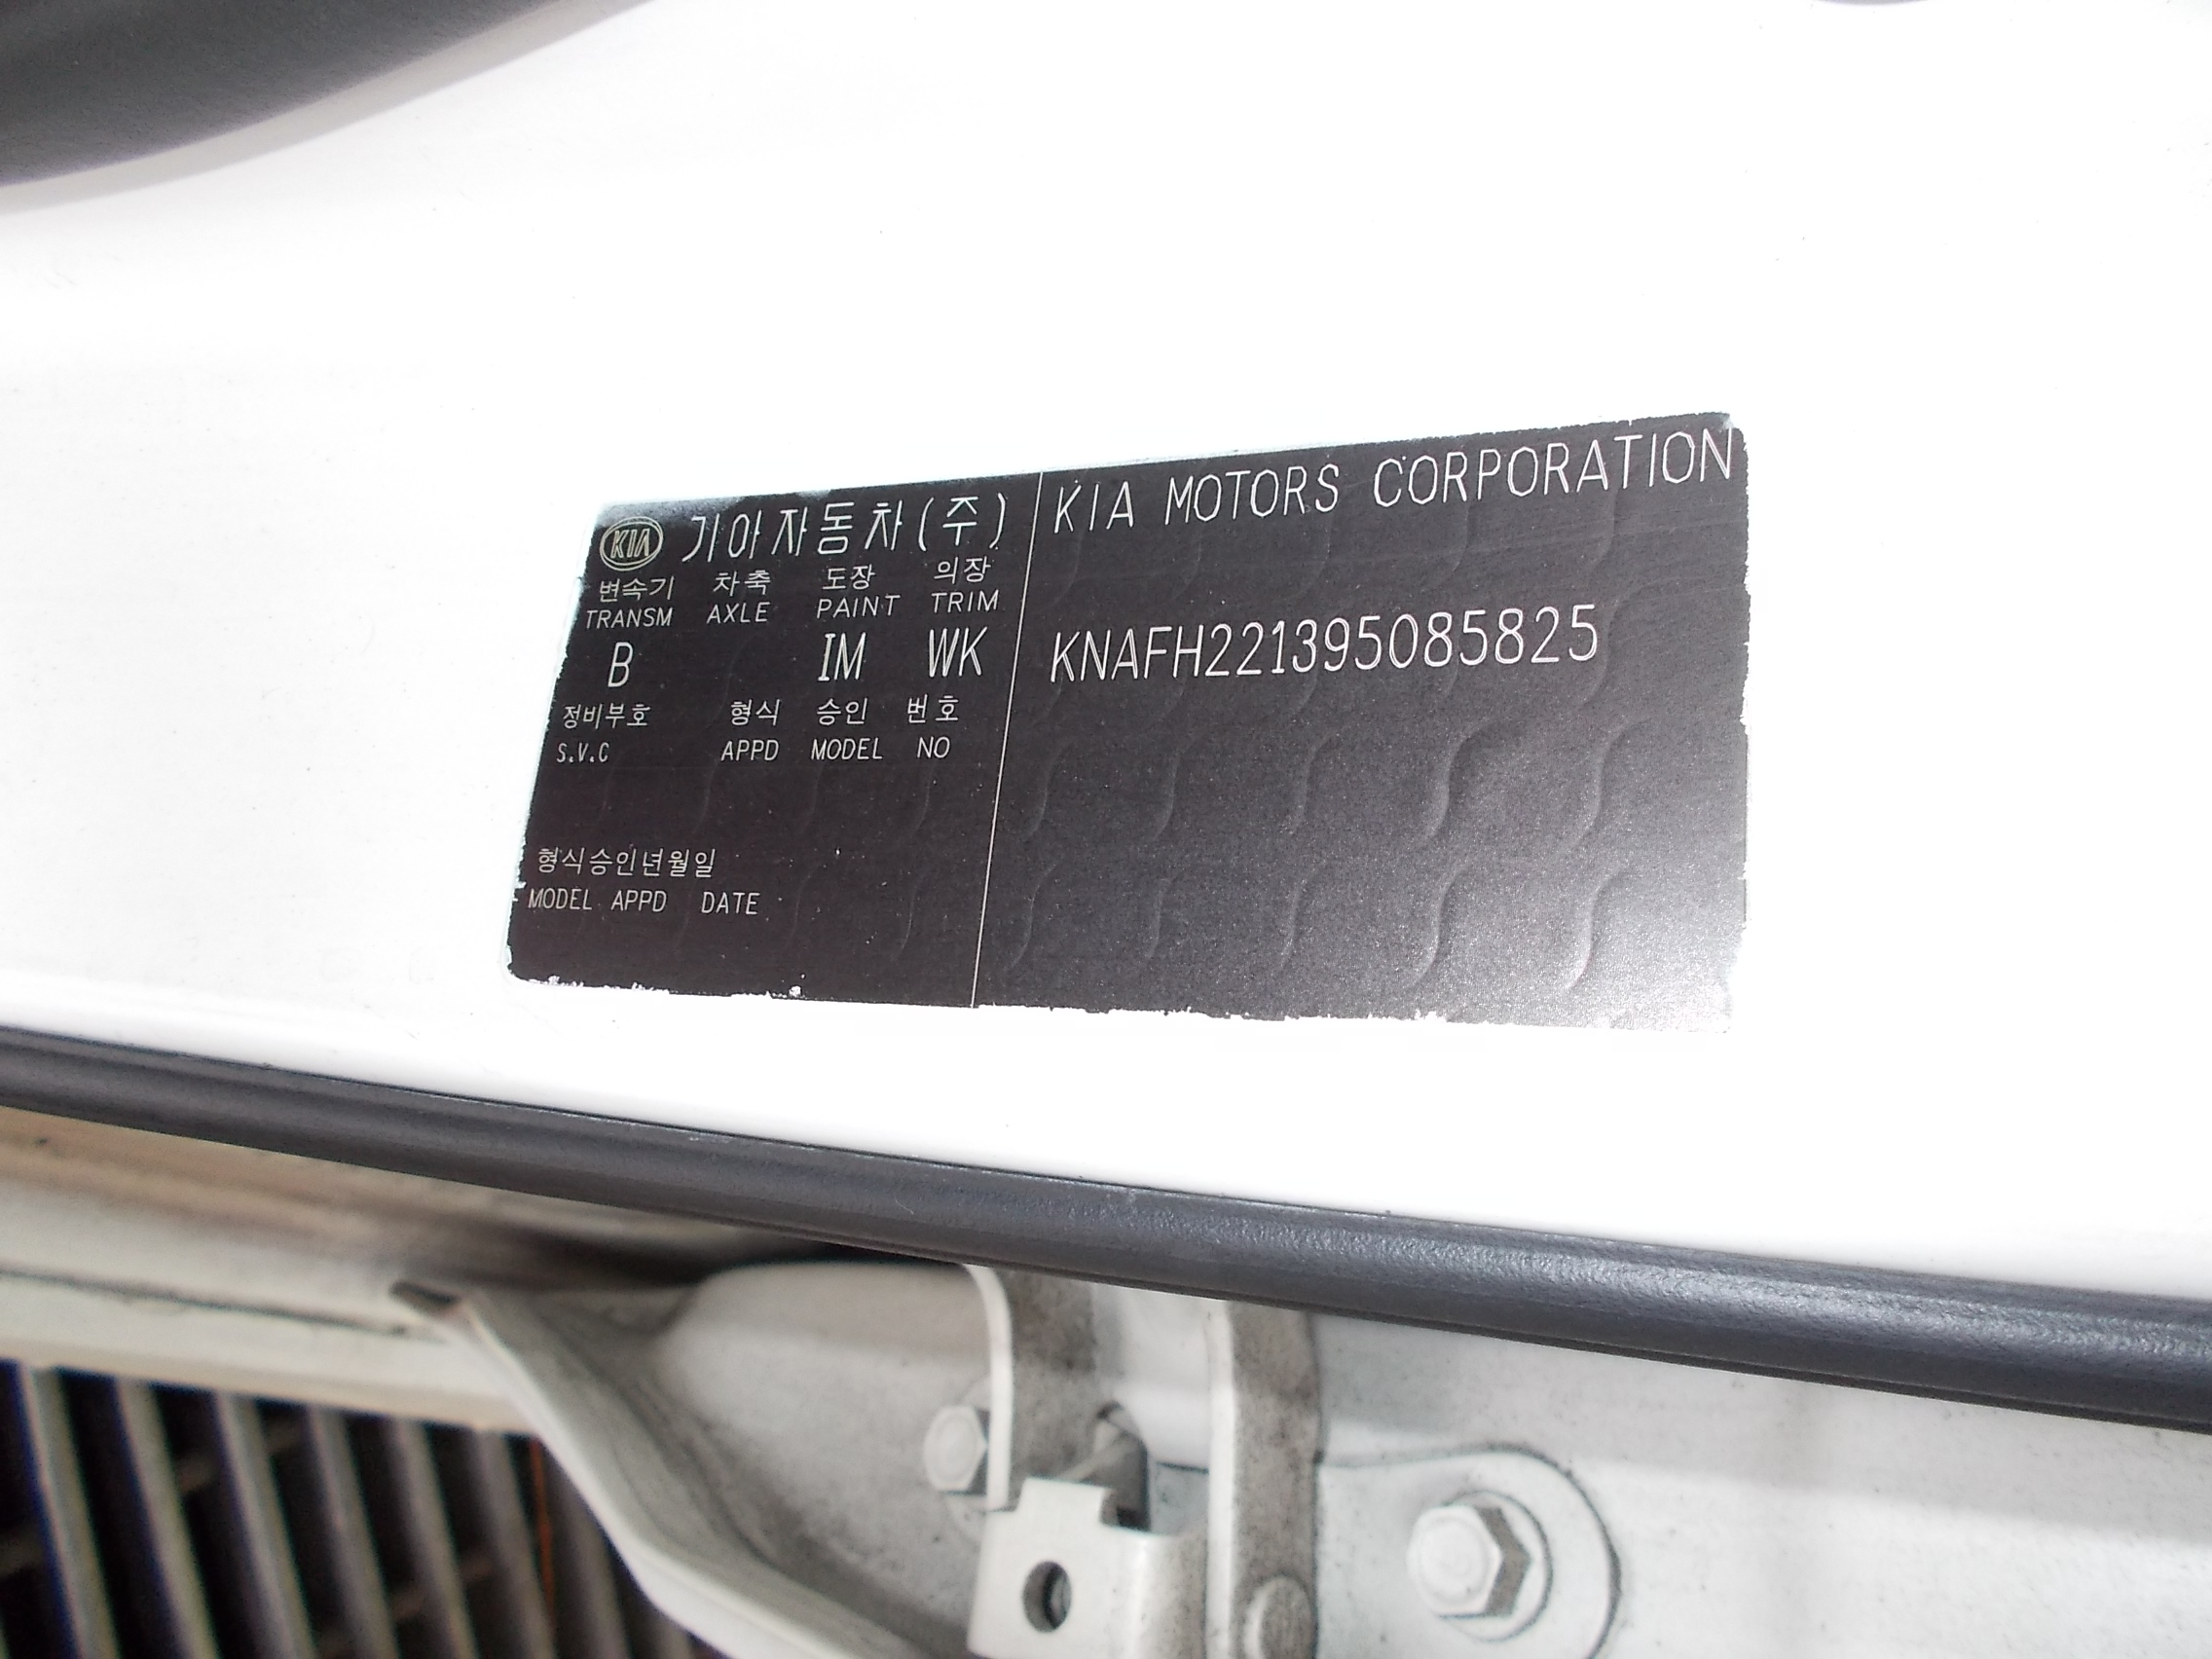 KIA 기아자동차(주)
KIA MOTORS CORPORATION
변속기 차축 도장 의장
TRANSM AXLE PAINT TRIM
B IM WK
KNAFH221395085825
정비부호 형식 승인 번호
S.V.C APPD MODEL NO
형식승인년월일
MODEL APPD DATE